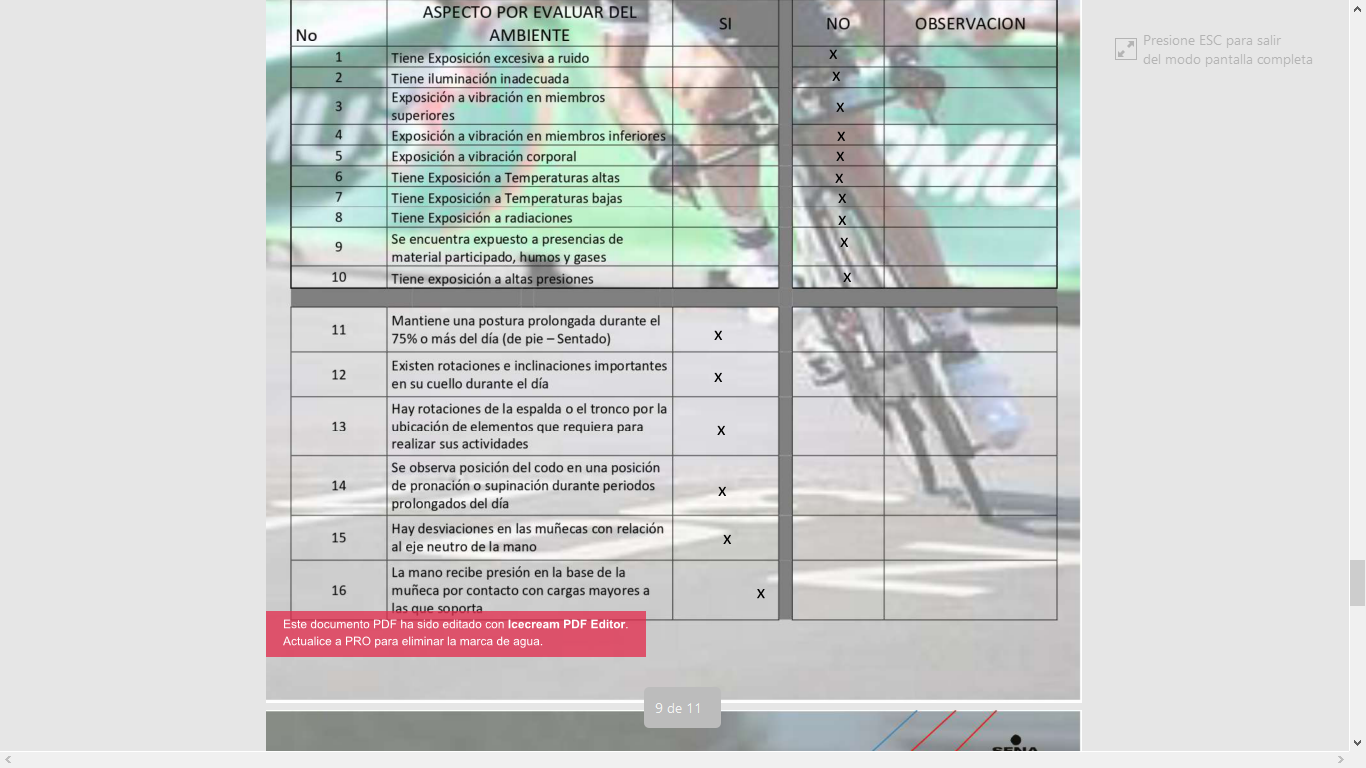 ASPECTO POR EVALUAR DEL
AMBIENTE
No
SI
NO
OBSERVACION
1 Tiene Exposición excesiva a ruido x
2 Tiene iluminación inadecuada x
3 Exposición a vibración en miembros
superiores x
4 Exposición a vibración en miembros inferiores x
5 Exposición a vibración corporal x
6 Tiene Exposición a Temperaturas altas x
7 Tiene Exposición a Temperaturas bajas x
8 Tiene Exposición a radiaciones x
9 Se encuentra expuesto a presencias de
material participado, humos y gases x
10 Tiene exposición a altas presiones x
11 Mantiene una postura prolongada durante el
75% o más del día (de pie – Sentado) x
12 Existen rotaciones e inclinaciones importantes
en su cuello durante el día x
13 Hay rotaciones de la espalda o el tronco por la
ubicación de elementos que requiera para
realizar sus actividades x
14 Se observa posición del codo en una posición
de pronación o supinación durante periodos
prolongados del día x
15 Hay desviaciones en las muñecas con relación
al eje neutro de la mano x
16 La mano recibe presión en la base de la
muñeca por contacto con cargas mayores a
las que soporta x
Este documento PDF ha sido editado con Icecream PDF Editor.
Actualice a PRO para eliminar la marca de agua.
9 de 11
SENA
Presione ESC para salir
del modo pantalla completa